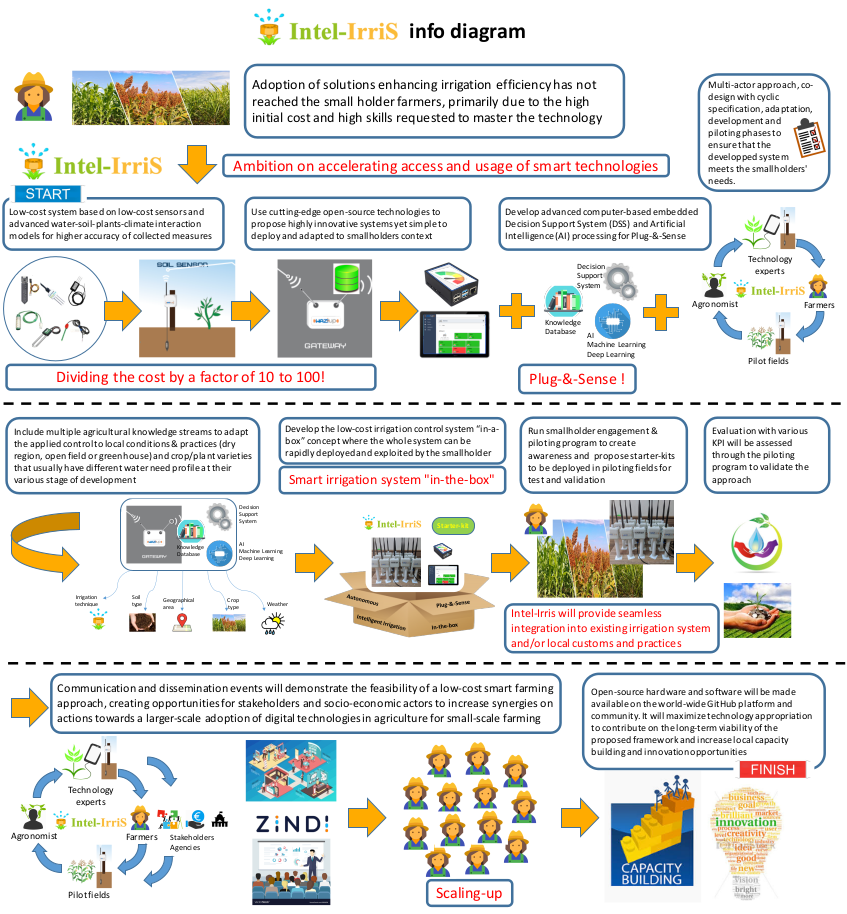 Intel-IrriS info diagram
Adoption of solutions enhancing irrigation efficiency has not
reached the small holder farmers, primarily due to the high
initial cost and high skills requested to master the technology
Multi-actor approach, co-
design with cyclic
specification, adaptation,
development and
piloting phases to
ensure that the
developped system
meets the smallholders'
needs.
Intel-IrriS
Ambition on accelerating access and usage of smart technologies
START
Low-cost system based on low-cost sensors and
advanced water-soil-plants-climate interaction
models for higher accuracy of collected measures
Use cutting-edge open-source technologies to
propose highly innovative systems yet simple to
deploy and adapted to smallholders context
Develop advanced computer-based embedded
Decision Support System (DSS) and Artificial
Intelligence (AI) processing for Plug-&-Sense
SOIL SENSOR
WAZIUP
GATEWAY
Decision
Support
System
Knowledge
Database
AI
Machine Learning
Deep Learning
Technology
experts
Agronomist
Intel-IrriS
Farmers
Pilot fields
Dividing the cost by a factor of 10 to 100!
Plug-&-Sense !
Include multiple agricultural knowledge streams to adapt
the applied control to local conditions & practices (dry
region, open field or greenhouse) and crop/plant varieties
that usually have different water need profile at their
various stage of development
Develop the low-cost irrigation control system "in-a-
box" concept where the whole system can be
rapidly deployed and exploited by the smallholder
Smart irrigation system "in-the-box"
Run smallholder engagement &
piloting program to create
awareness and propose starter-kits
to be deployed in piloting fields for
test and validation
Evaluation with various
KPI will be assessed
through the piloting
program to validate the
approach
GATEWAY
Knowledge
Database
Decision
Support
System
AI
Machine Learning
Deep Learning
Irrigation
technique
Soil
type
Geographical
area
Crop
type
Weather
Intel-IrriS
Starter-kit
Autonomous
Plug-&-Sense
Intelligent Irrigation
In-the-box
Intel-Irris will provide seamless
integration into existing irrigation system
and/or local customs and practices
Communication and dissemination events will demonstrate the feasibility of a low-cost smart farming
approach, creating opportunities for stakeholders and socio-economic actors to increase synergies on
actions towards a larger-scale adoption of digital technologies in agriculture for small-scale farming
Open-source hardware and software will be made
available on the world-wide GitHub platform and
community. It will maximize technology appropriation
to contribute on the long-term viability of the
proposed framework and increase local capacity
building and innovation opportunities
FINISH
Technology
experts
Agronomist
Intel-IrriS
Farmers
Stakeholders
Agencies
Pilot fields
ZINDI
Scaling-up
CAPACITY
BUILDING
business
goal
brilliant
market
innovation
creativity
idea
good
new
Vision
bright
more